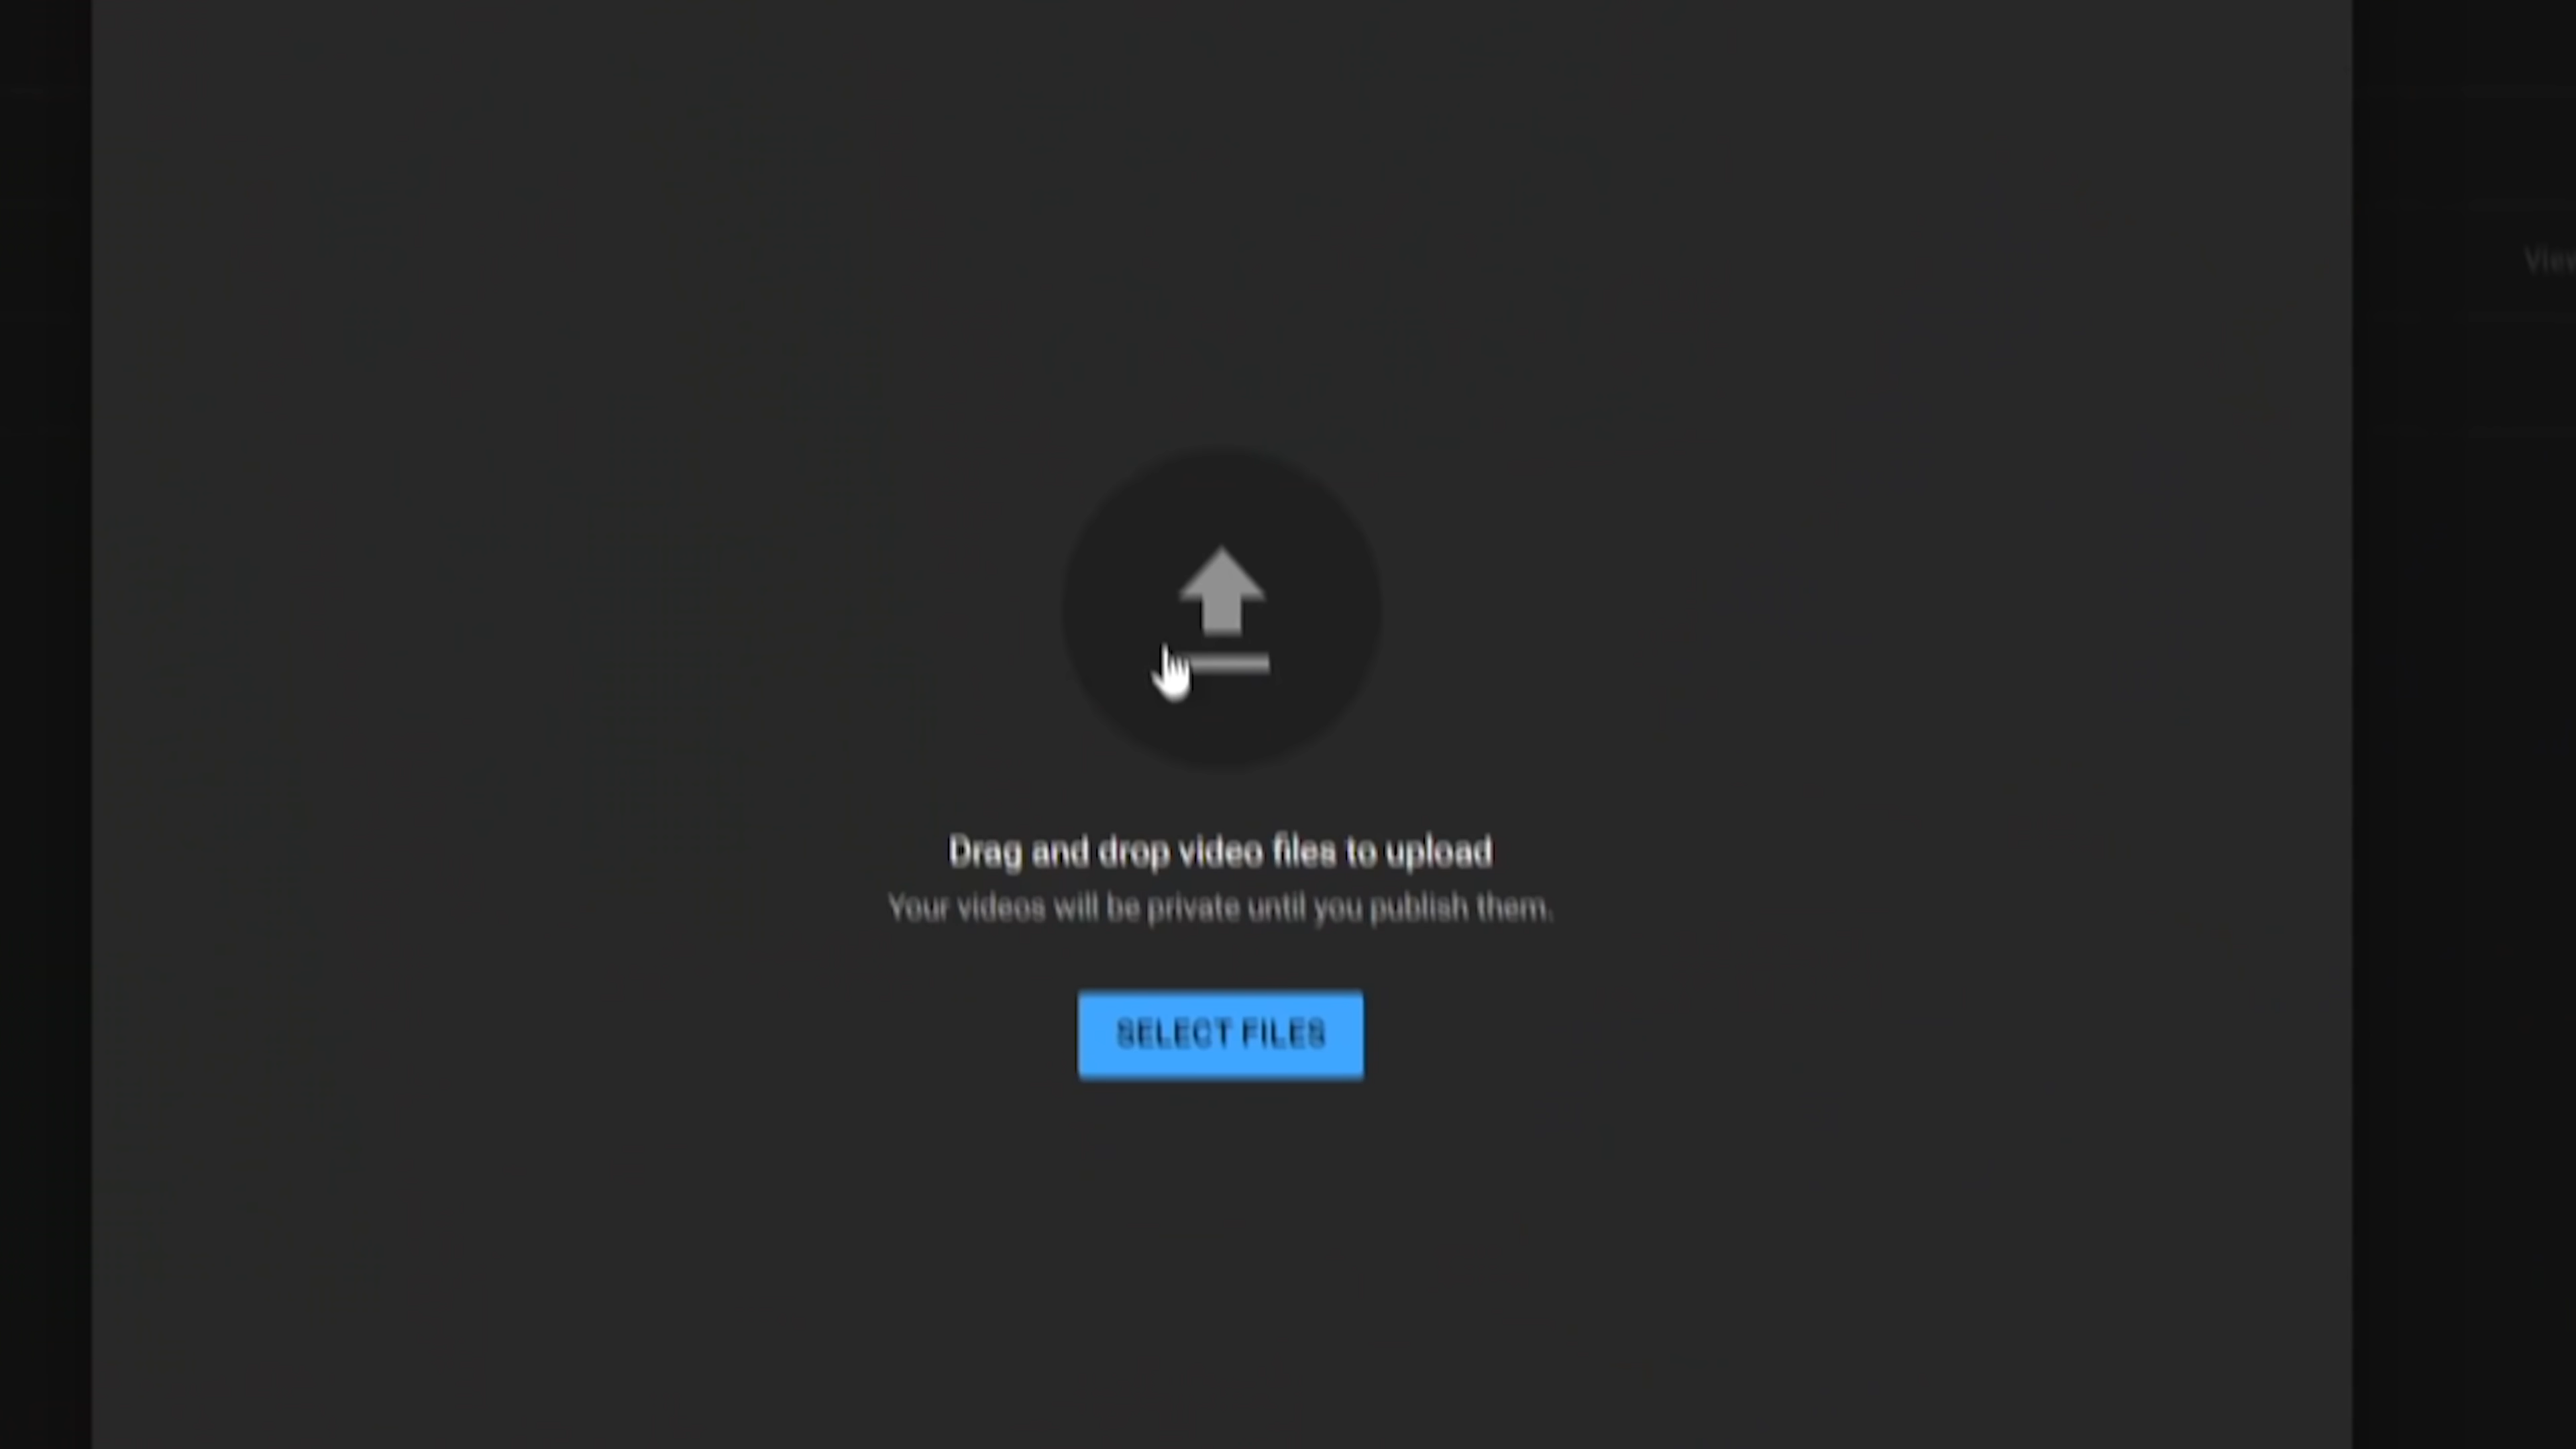 Drag and drop video files to upload
Your videos will be private until you publish them.
SELECT FILES